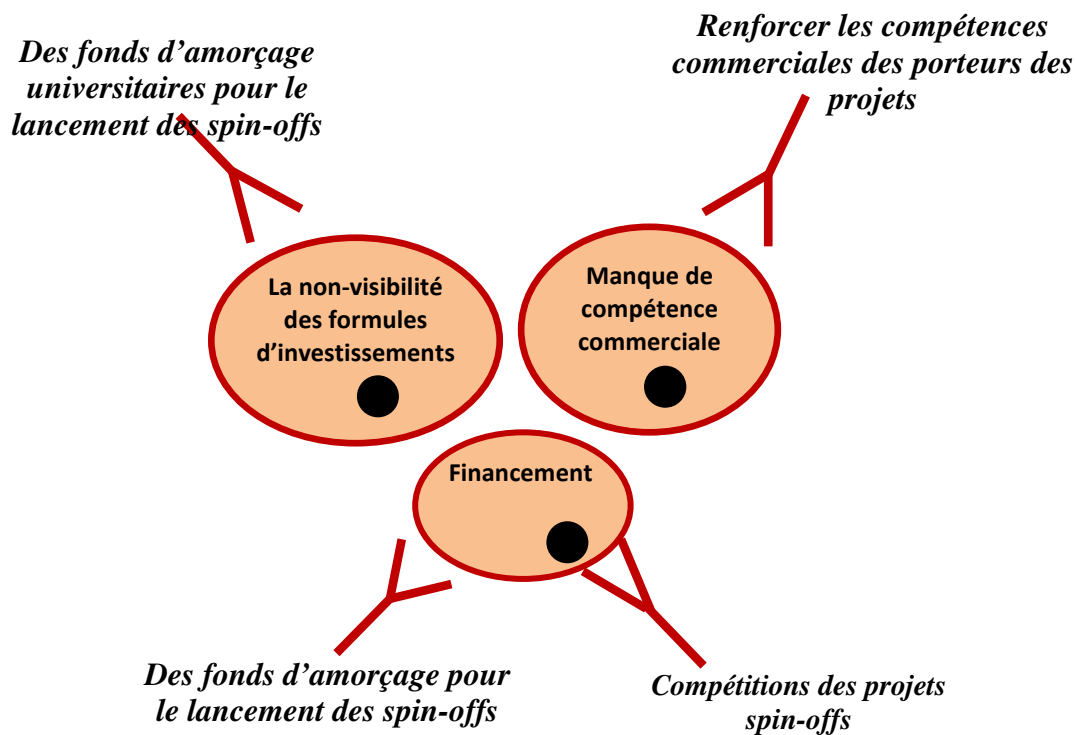 Des fonds d’amorçage
universitaires pour le
lancement des spin-offs
Renforcer les compétences
commerciales des porteurs des
projets
La non-visibilité
des formules
d’investissements
Manque de
compétence
commerciale
Financement
Des fonds d’amorçage pour
le lancement des spin-offs
Compétitions des projets
spin-offs